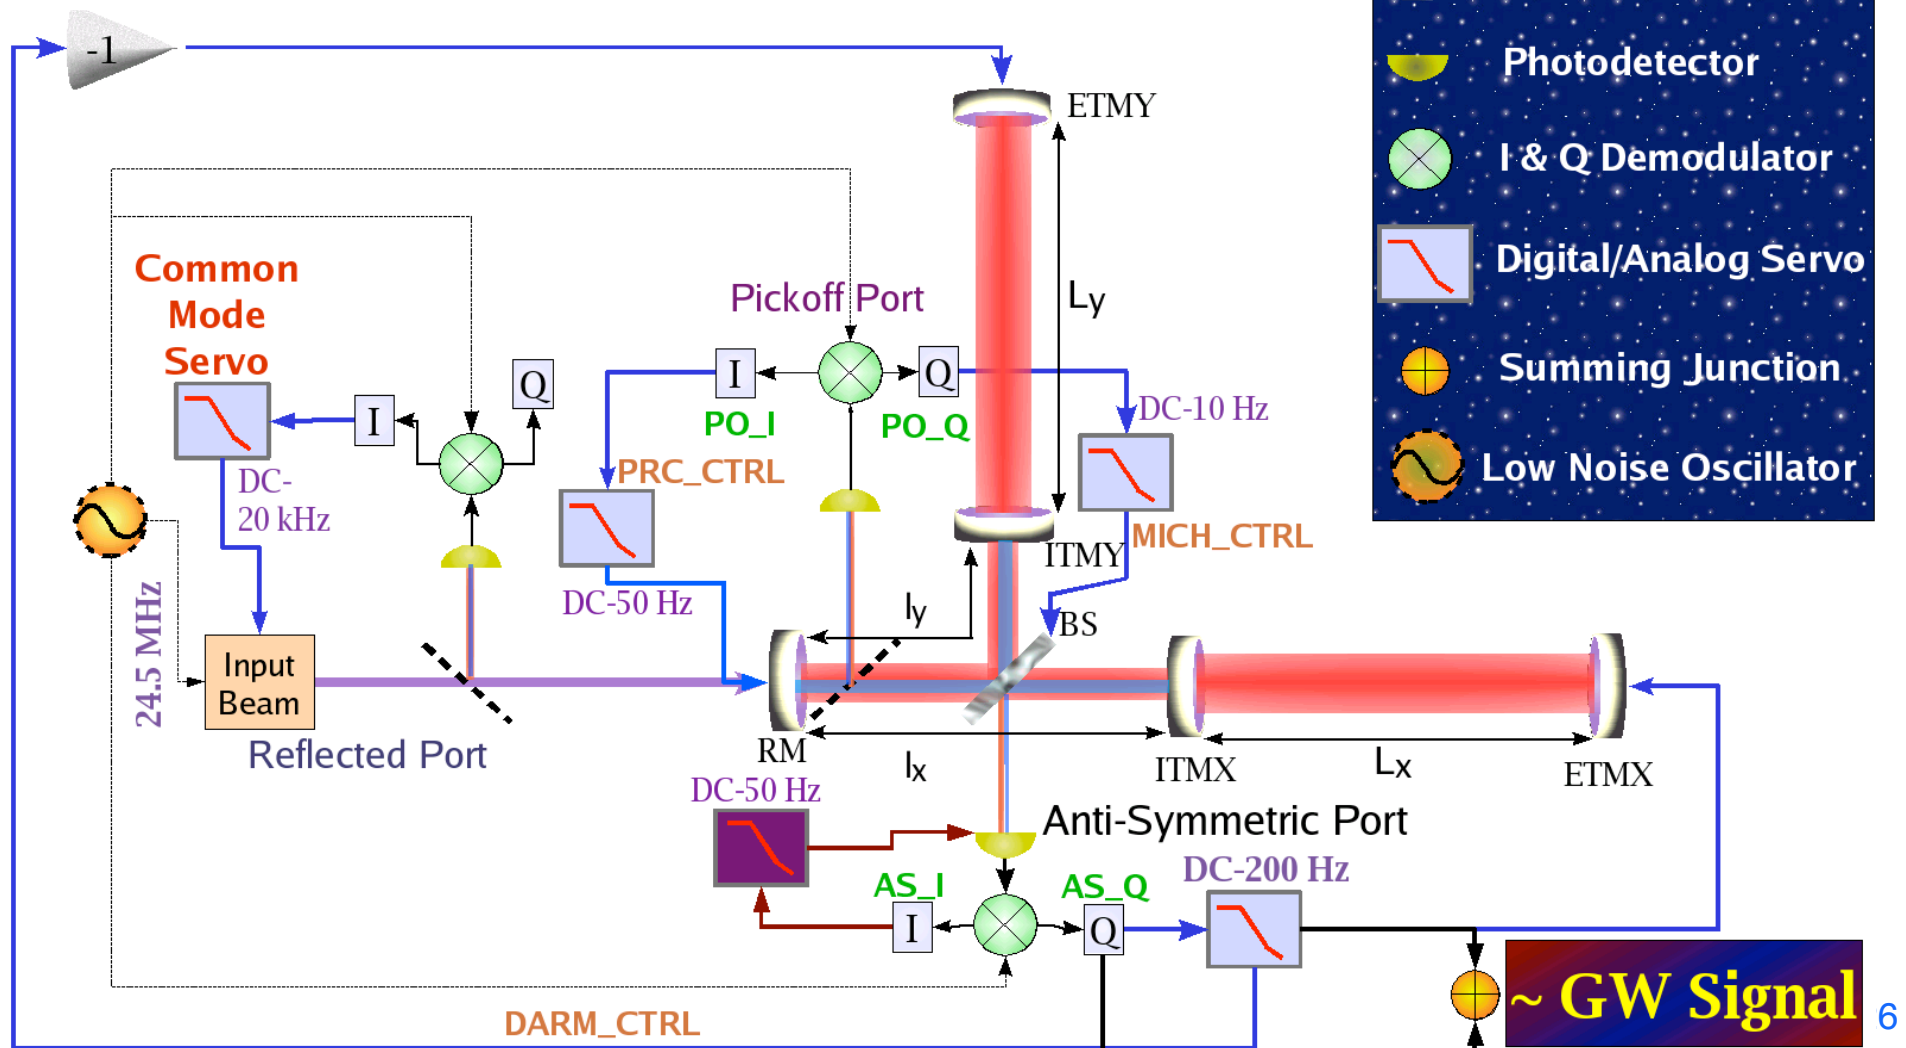 -1
ETMY
Photodetector
I & Q Demodulator
Digital/Analog Servo
Summing Junction
Low Noise Oscillator
Common
Mode
Servo
Pickoff Port
Ly
I
Q
PO_I
PO_Q
DC-10 Hz
I
Q
PRC_CTRL
DC-
20 kHz
MICH_CTRL
ITMY
DC-50 Hz
ly
BS
24.5 MHz
Input
Beam
Reflected Port
RM
lx
ITMX
Lx
ETMX
DC-50 Hz
Anti-Symmetric Port
DC-200 Hz
AS_I
AS_Q
I
Q
~ GW Signal
DARM_CTRL
6